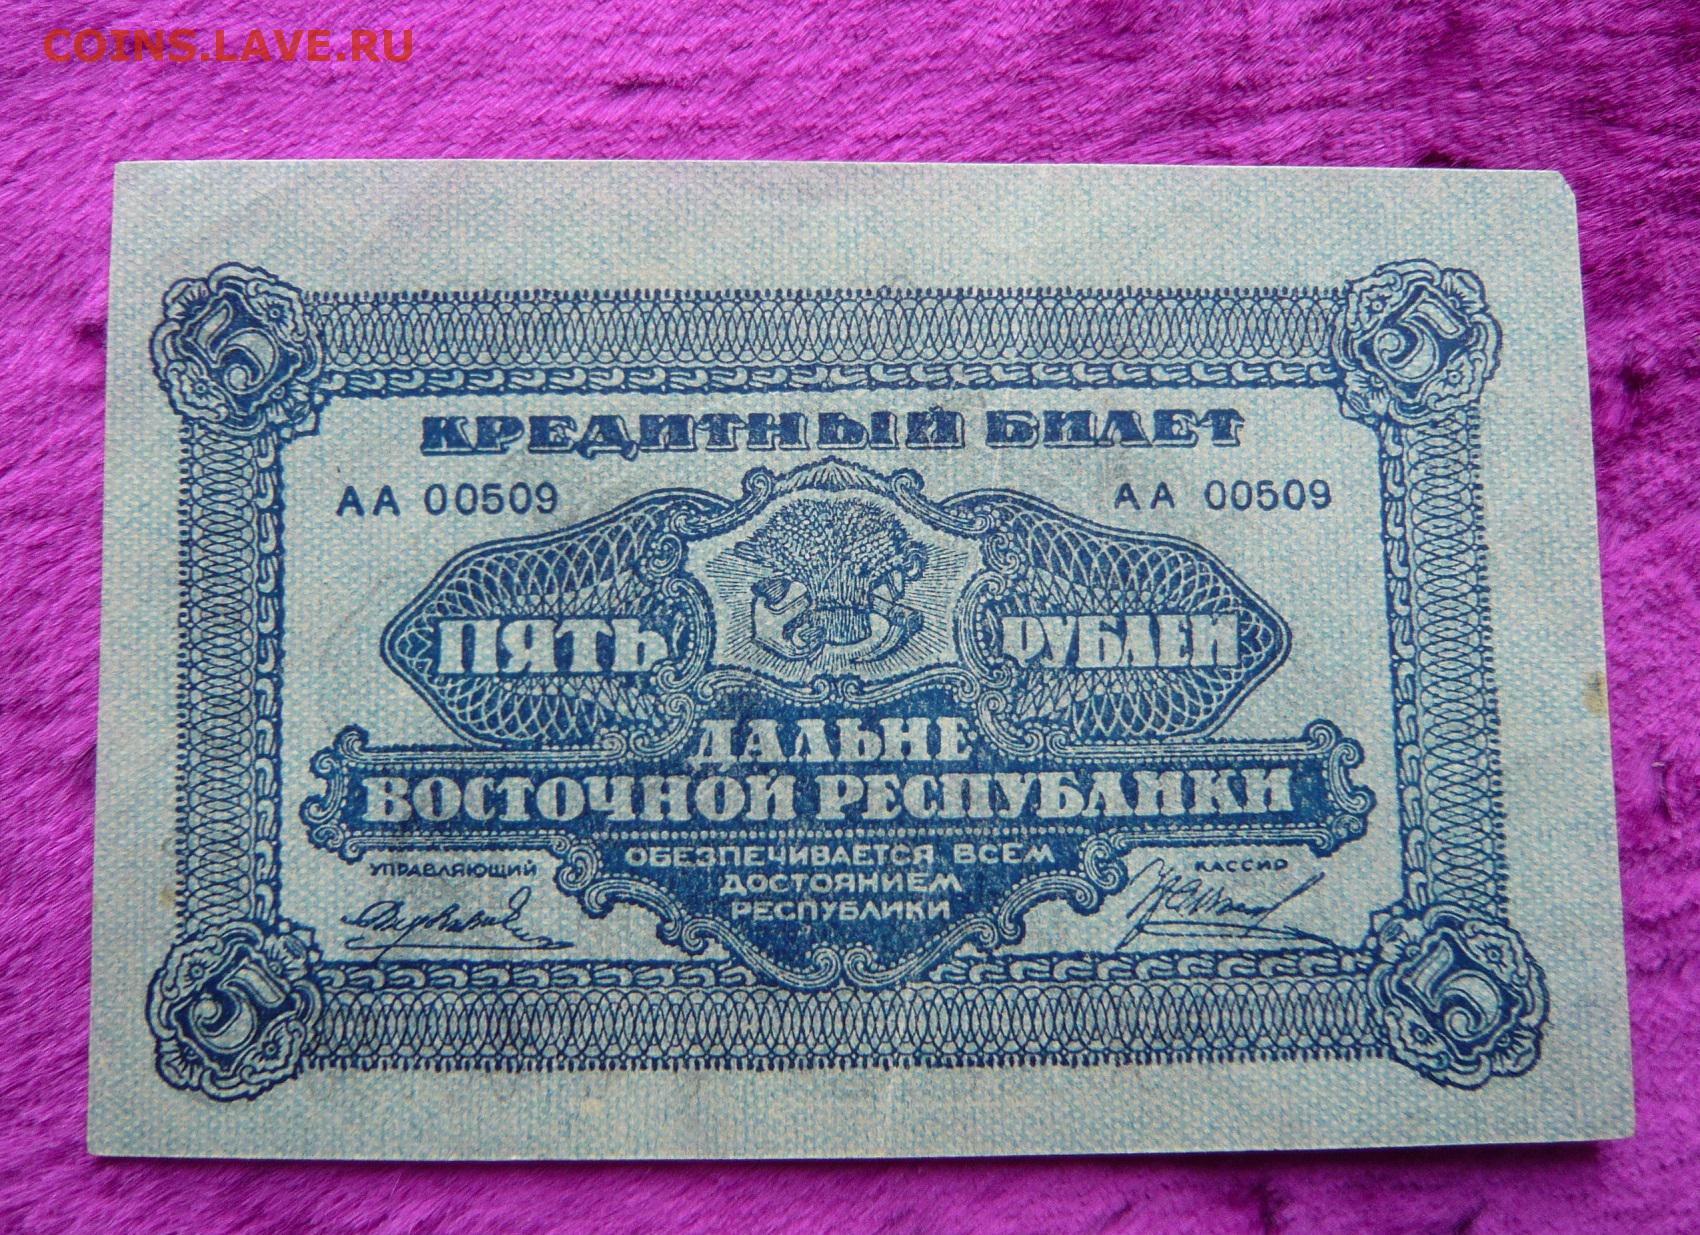 COINS.LAVE.RU
5 5
КРЕДИТНЫЙ БИЛЕТ
АА 00509 АА 00509
ПЯТЬ РУБЛЕЙ
ДАЛЬНЕ
ВОСТОЧНОЙ РЕСПУБЛИКИ
ОБЕЗПЕЧИВАЕТСЯ ВСЕМ
ДОСТОЯНИЕМ
РЕСПУБЛИКИ
УПРАВЛЯЮЩИЙ КАССИР
5 5